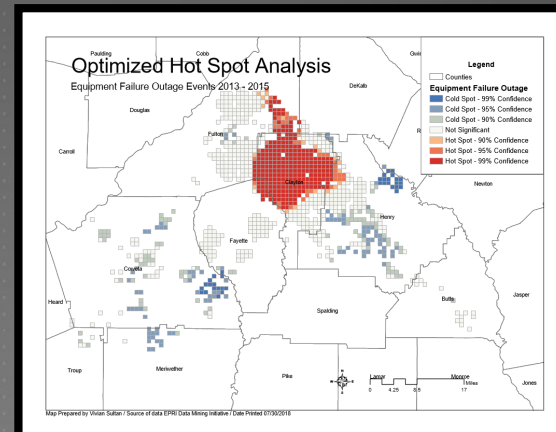 Paulding
Cobb
Optimized Hot Spot Analysis
Equipment Failure Outage Events 2013 - 2015
DeKalb
Douglas
Fulton
Carroll
Clayton
Newton
Henry
Fayette
Coweta
Heard
Spalding
Butts
Jasper
Troup
Meriwether
Pike
Lamar
Monroe
Jones
Legend
Counties
Equipment Failure Outage
Cold Spot - 99% Confidence
Cold Spot - 95% Confidence
Cold Spot - 90% Confidence
Not Significant
Hot Spot - 90% Confidence
Hot Spot - 95% Confidence
Hot Spot - 99% Confidence
0 4.25 8.5 17
Miles
Map Prepared by Vivian Sultan / Source of data EPRI Data Mining Initiative / Date Printed 07/30/2018